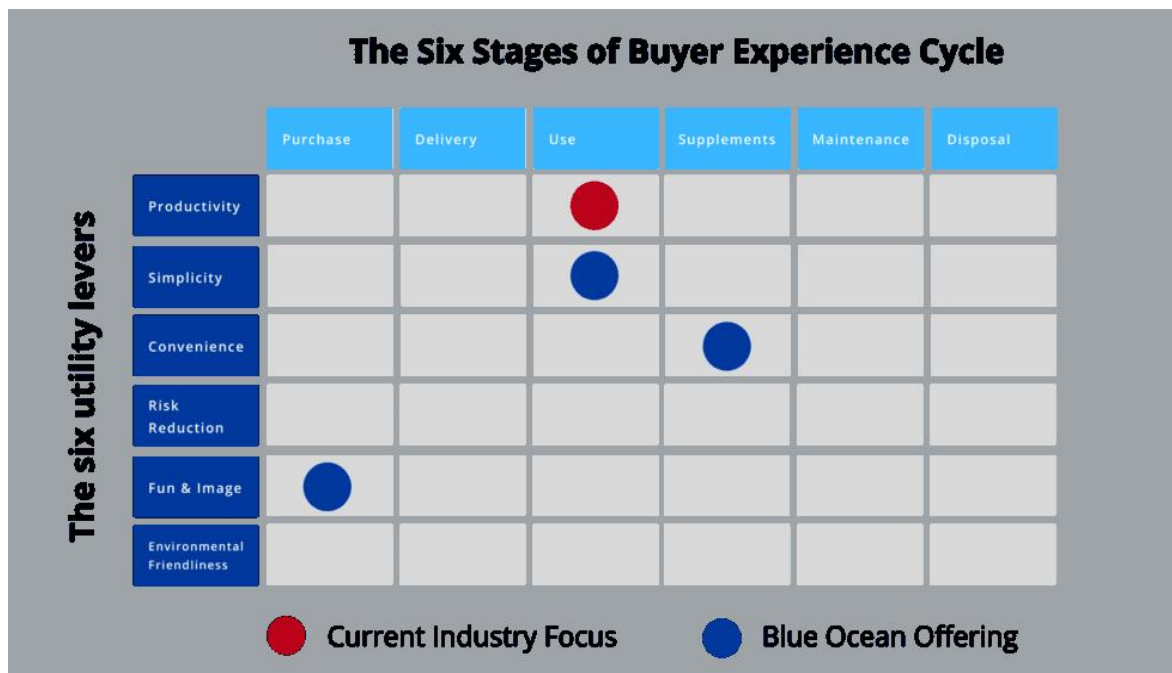 The Six Stages of Buyer Experience Cycle
Purchase Delivery Use Supplements Maintenance Disposal
The six utility levers
Productivity
Simplicity
Convenience
Risk
Reduction
Fun & Image
Environmental
Friendliness
Current Industry Focus Blue Ocean Offering